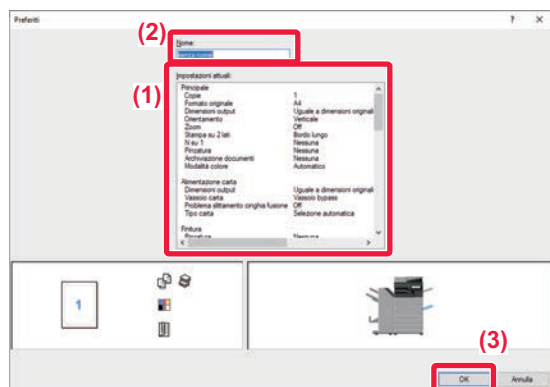 Preferiti
? ×
(2)
Nome:
(1)
Impostazioni attuali:
Principale
Copie 1
Formato originale A4
Dimensioni output Uguale a dimensioni originali
Orientamento Verticale
Zoom Off
Stampa su 2 lati Bordo lungo
N su 1 Nessuna
Pinzatura Nessuna
Archiviazione documenti Nessuna
Modalità colore Automatico
Alimentazione carta
Dimensioni output Uguale a dimensioni originali
Vassoio carta Vassoio bypass
Problema slittamento cinghia fusione Off
Tipo carta Selezione automatica
Finitura
1
(3)
OK Annulla